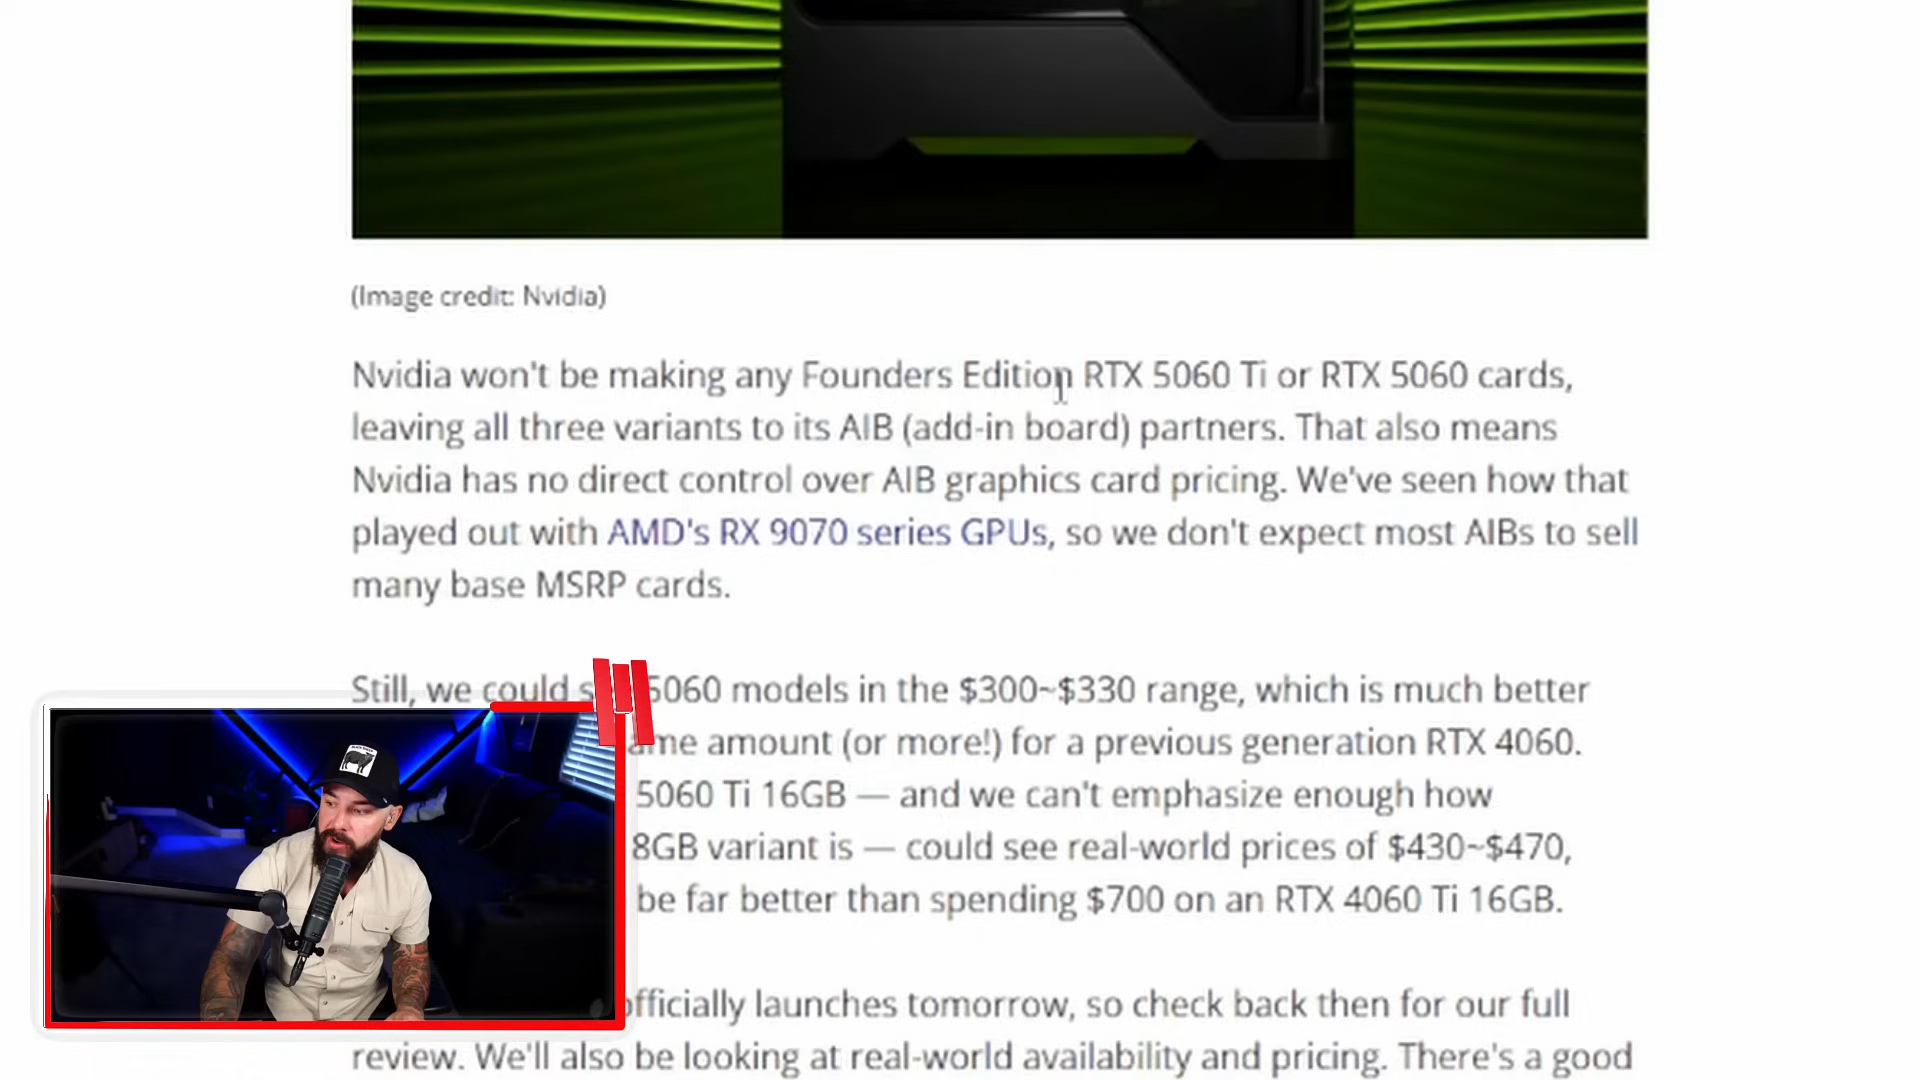 (Image credit: Nvidia)
Nvidia won't be making any Founders Edition RTX 5060 Ti or RTX 5060 cards,
leaving all three variants to its AIB (add-in board) partners. That also means
Nvidia has no direct control over AIB graphics card pricing. We've seen how that
played out with AMD's RX 9070 series GPUs, so we don't expect most AIBs to sell
many base MSRP cards.
Still, we could 5060 models in the $300~$330 range, which is much better
amount (or more!) for a previous generation RTX 4060.
5060 Ti 16GB — and we can't emphasize enough how
8GB variant is — could see real-world prices of $430~$470,
be far better than spending $700 on an RTX 4060 Ti 16GB.
officially launches tomorrow, so check back then for our full
review. We'll also be looking at real-world availability and pricing. There's a good